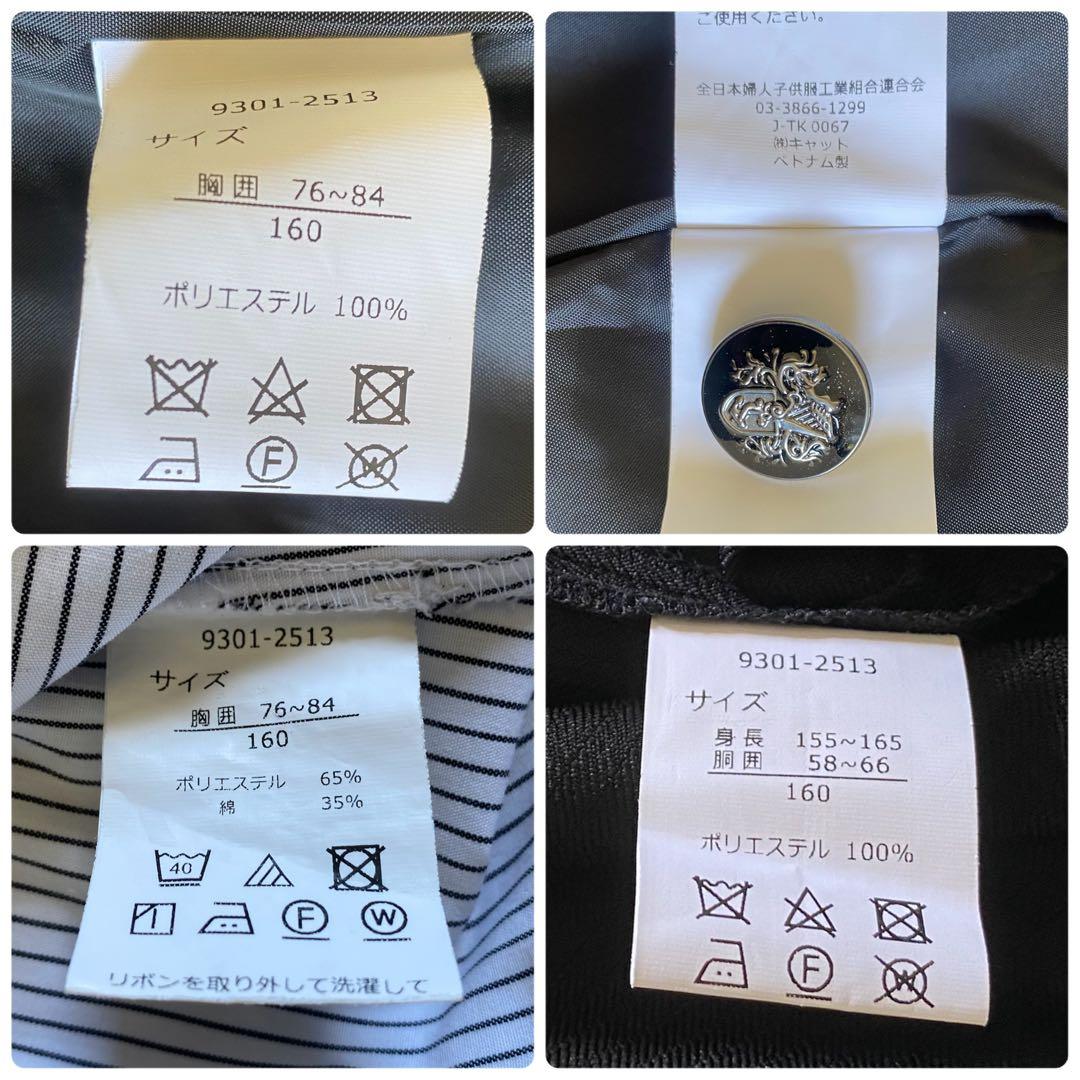 9301-2513
サイズ
胸囲 76~84
160
ポリエステル 100%
F
W
ご使用ください。
全日本婦人子供服工業組合連合会
03-3866-1299
J-TK 0067
㈱キャット
ベトナム製
9301-2513
サイズ
胸囲 76~84
160
ポリエステル 65%
綿 35%
40
F W
リボンを取り外して洗濯して
9301-2513
サイズ
身長 155~165
胴囲 58~66
160
ポリエステル 100%
F
W